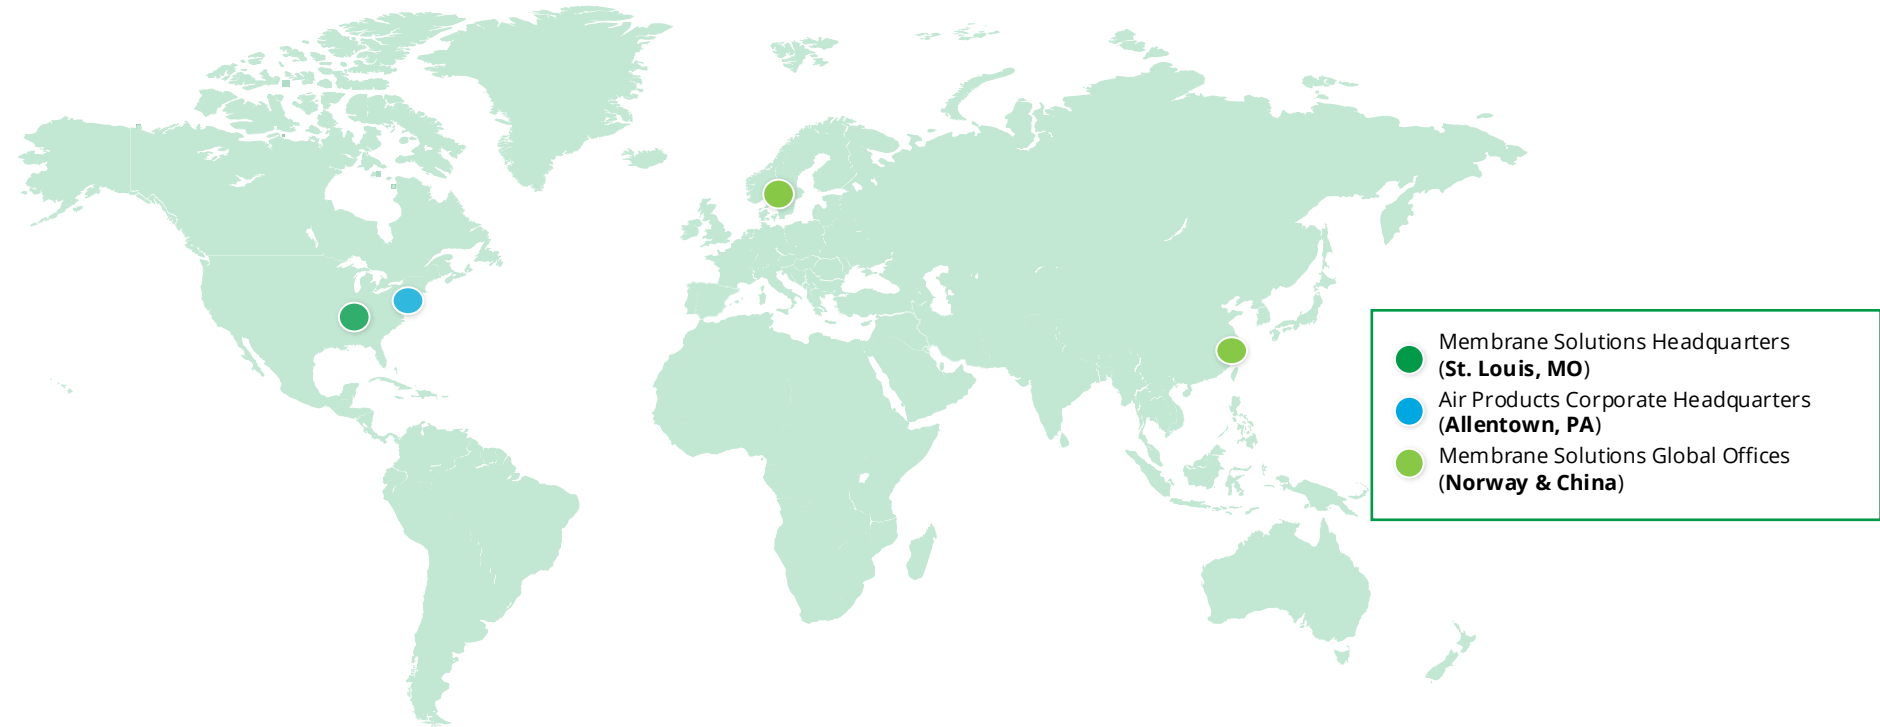 Membrane Solutions Headquarters
(St. Louis, MO)
Air Products Corporate Headquarters
(Allentown, PA)
Membrane Solutions Global Offices
(Norway & China)